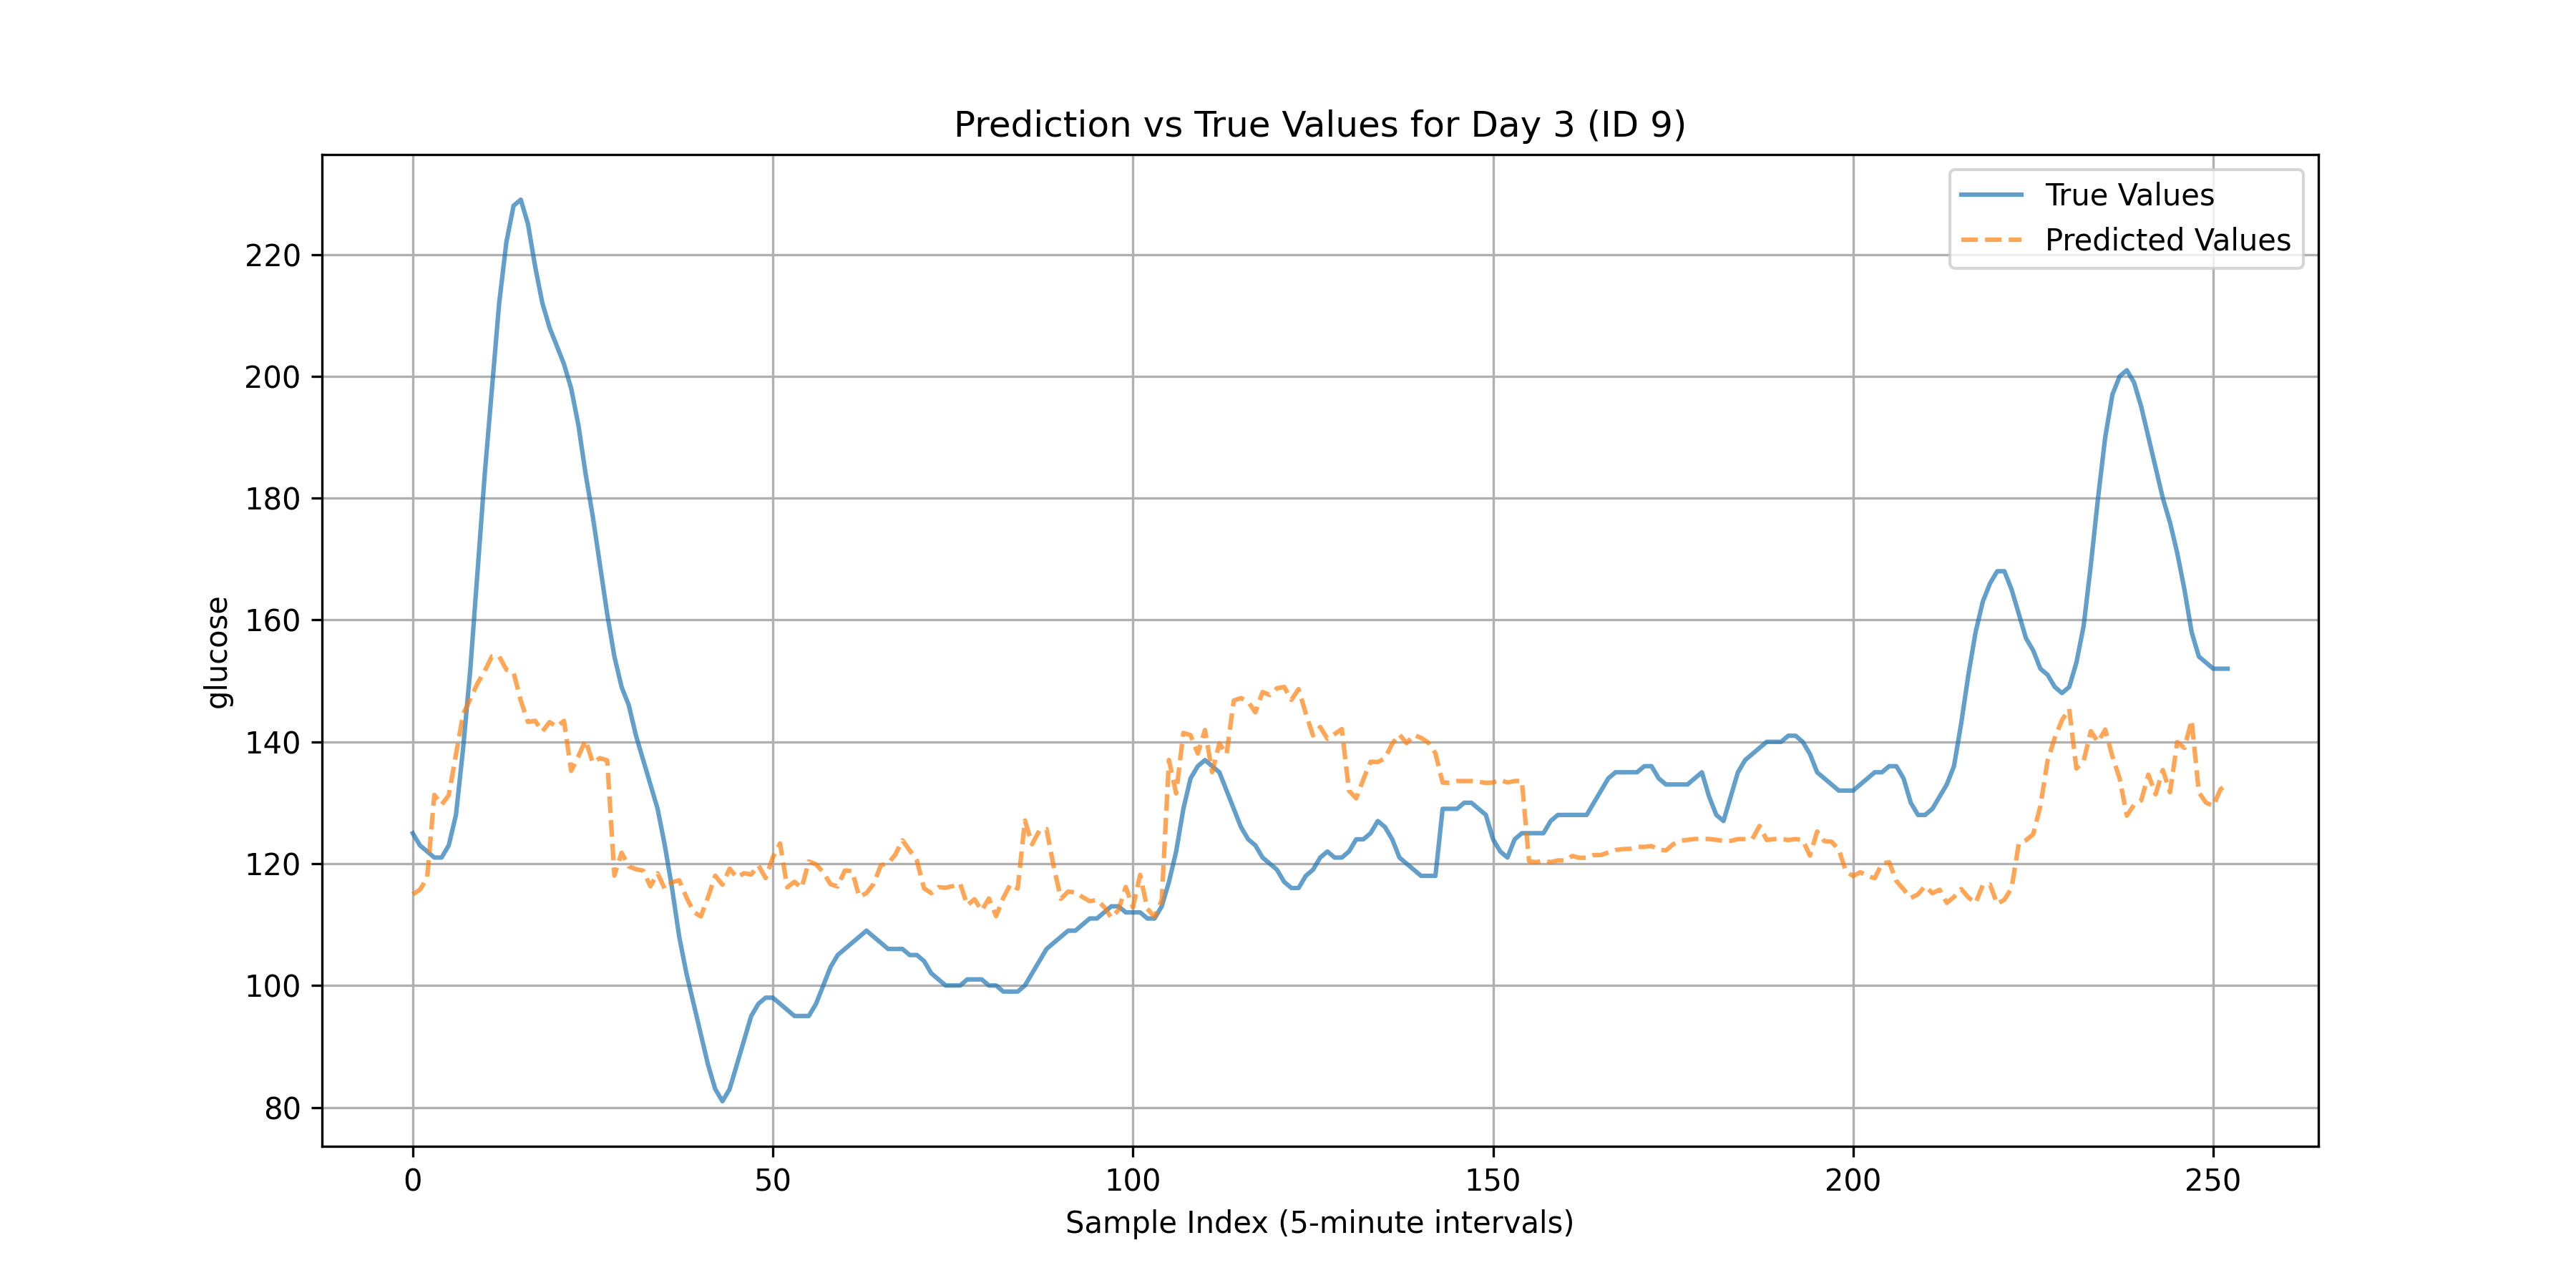 Prediction vs True Values for Day 3 (ID 9)
True Values
Predicted Values
glucose
220
200
180
160
140
120
100
80
0 50 100 150 200 250
Sample Index (5-minute intervals)